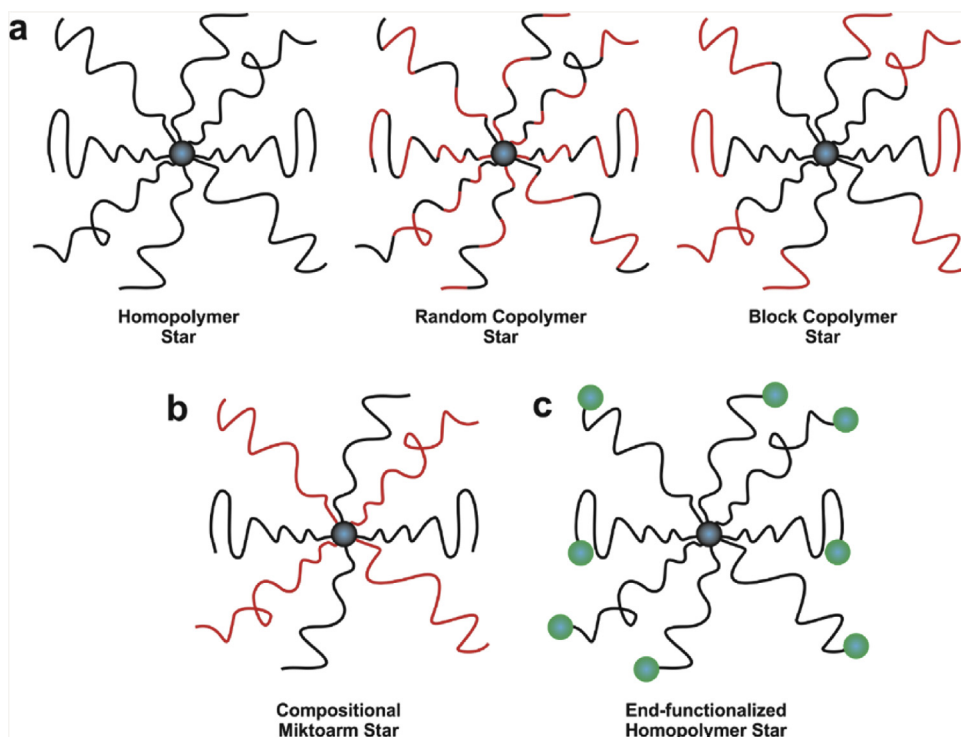 a
Homopolymer
Star
Random Copolymer
Star
Block Copolymer
Star
b
c
Compositional
Miktoarm Star
End-functionalized
Homopolymer Star